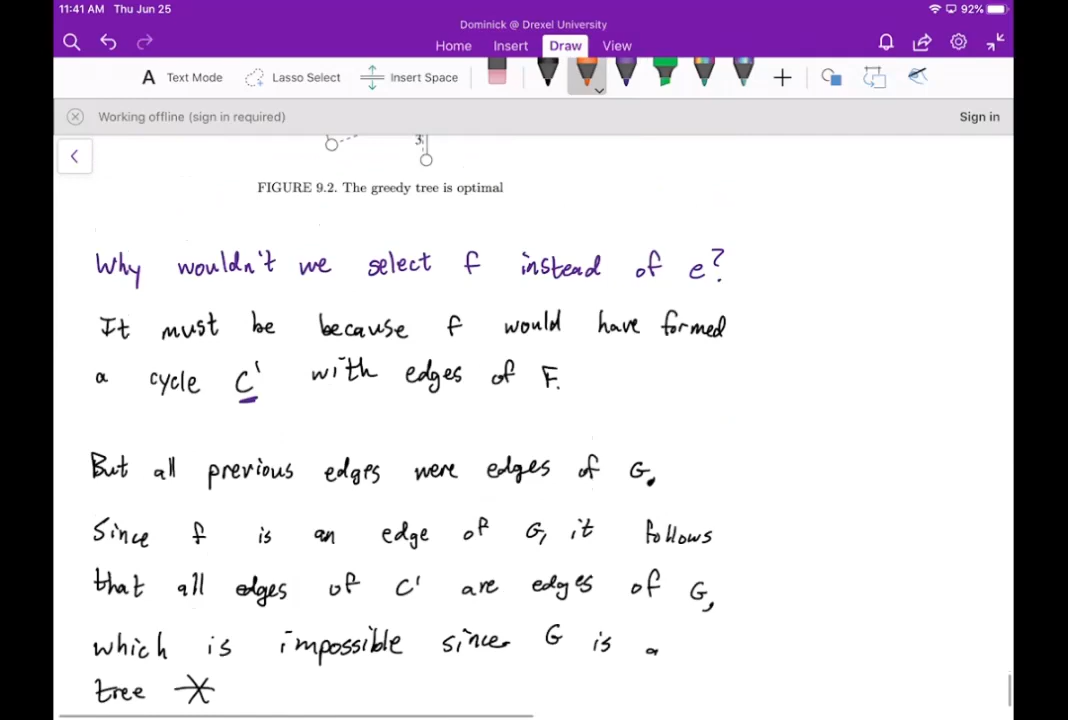 11:41 AM Thu Jun 25
92%
Dominick @ Drexel University
Home Insert Draw View
A Text Mode Lasso Select Insert Space
Working offline (sign in required) Sign in
3
FIGURE 9.2. The greedy tree is optimal
Why wouldn't we select f instead of e?
It must be because f would have formed
a cycle C' with edges of F.
But all previous edges were edges of G.
Since f is an edge of G, it follows
that all edges of C' are edges of G,
which is impossible since G is a
tree